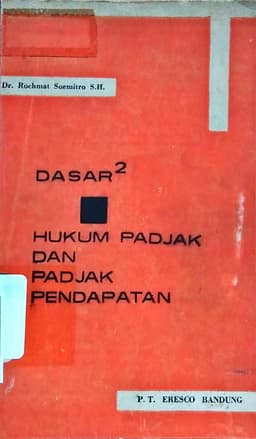 Dr. Rochmat Soemitro S.H.
DASAR²
HUKUM PADJAK
DAN
PADJAK
PENDAPATAN
P. T. ERESCO BANDUNG